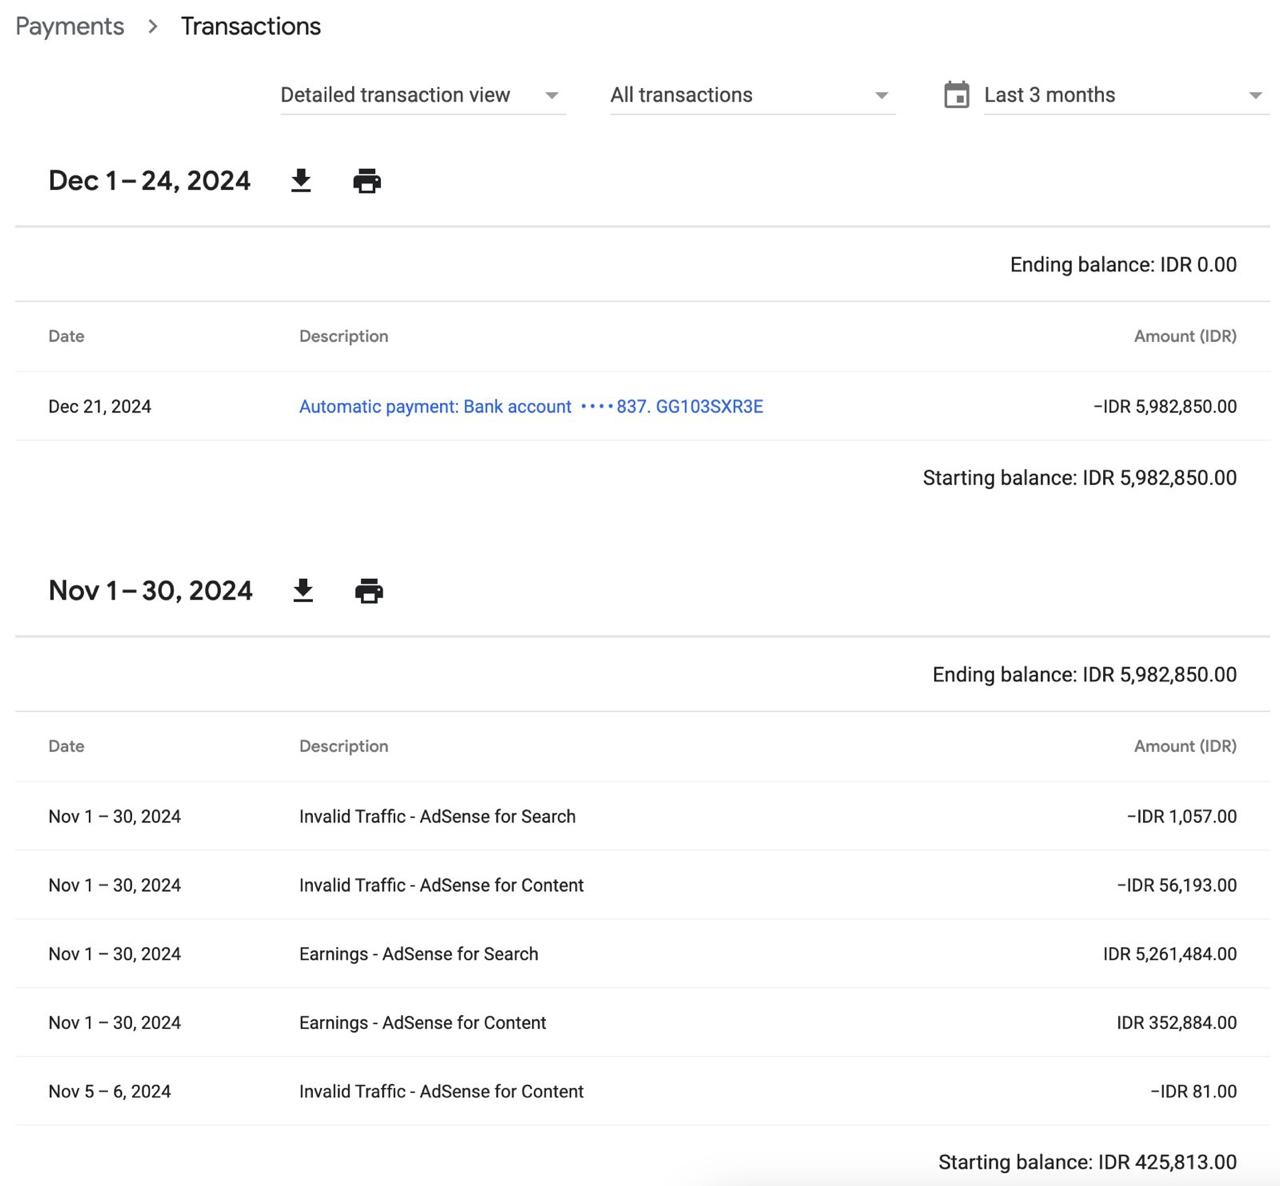 Payments > Transactions
Detailed transaction view All transactions Last 3 months
Dec 1 – 24, 2024
Ending balance: IDR 0.00
Date Description Amount (IDR)
Dec 21, 2024 Automatic payment: Bank account ••••837. GG103SXR3E −IDR 5,982,850.00
Starting balance: IDR 5,982,850.00
Nov 1 – 30, 2024
Ending balance: IDR 5,982,850.00
Date Description Amount (IDR)
Nov 1 – 30, 2024 Invalid Traffic - AdSense for Search −IDR 1,057.00
Nov 1 – 30, 2024 Invalid Traffic - AdSense for Content −IDR 56,193.00
Nov 1 – 30, 2024 Earnings - AdSense for Search IDR 5,261,484.00
Nov 1 – 30, 2024 Earnings - AdSense for Content IDR 352,884.00
Nov 5 – 6, 2024 Invalid Traffic - AdSense for Content −IDR 81.00
Starting balance: IDR 425,813.00